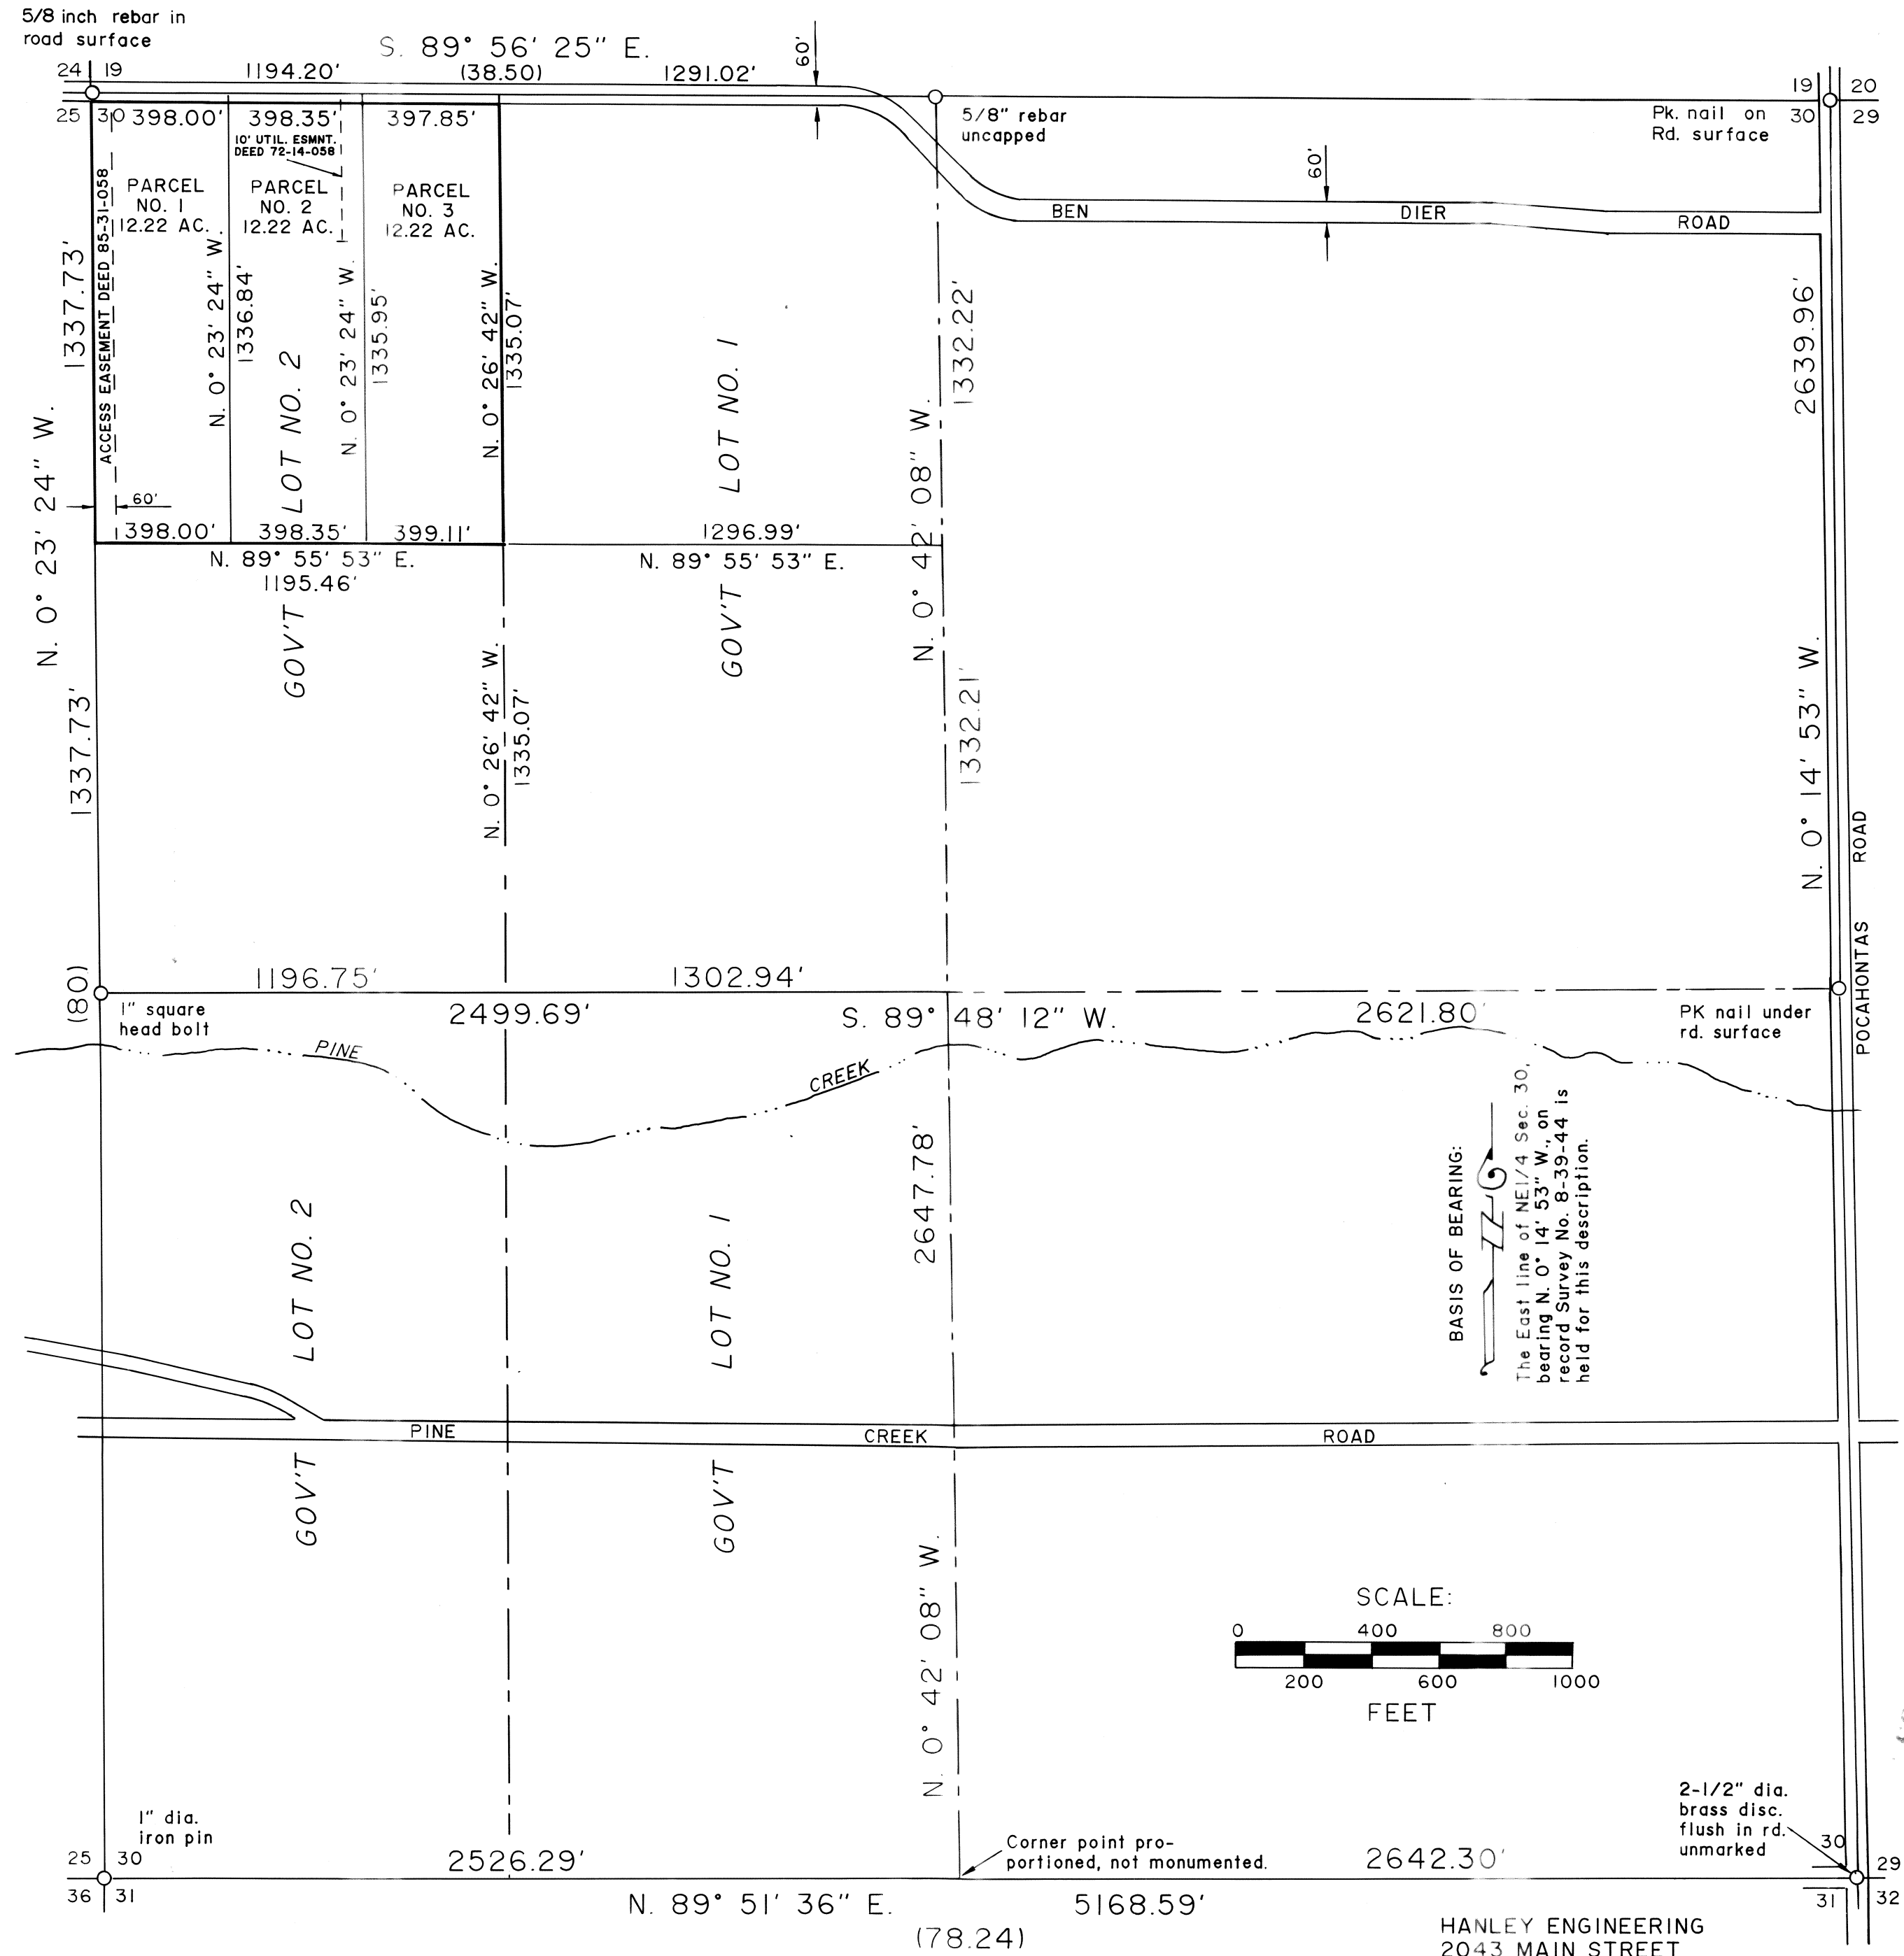 5/8 inch rebar in
road surface
S. 89° 56' 25" E.
60'
24 19
1194.20'
(38.50)
1291.02'
19 20
25 30
398.00'
398.35'
397.85'
5/8" rebar
uncapped
Pk. nail on
Rd. surface
30 29
10' UTIL. ESMNT.
DEED 72-14-058
60'
PARCEL
NO. 1
12.22 AC.
PARCEL
NO. 2
12.22 AC.
PARCEL
NO. 3
12.22 AC.
BEN DIER ROAD
ACCESS EASEMENT DEED 85-31-058
1337.73'
N. 0° 23' 24" W.
1336.84'
N. 0° 23' 24" W.
1335.95'
N. 0° 26' 42" W.
1335.07'
GOV'T LOT NO. 2
GOV'T LOT NO. 1
N. 0° 42' 08" W.
1332.22'
2639.96'
N. 0° 23' 24" W.
60'
398.00'
398.35'
399.11'
1296.99'
N. 89° 55' 53" E.
1195.46'
N. 89° 55' 53" E.
1337.73'
N. 0° 26' 42" W.
1335.07'
1332.21'
N. 0° 14' 53" W.
POCAHONTAS ROAD
(80)
1196.75'
1302.94'
1" square
head bolt
2499.69'
S. 89° 48' 12" W.
2621.80'
PK nail under
rd. surface
PINE CREEK
2647.78'
BASIS OF BEARING:
The East line of NE1/4 Sec. 30,
bearing N. 0° 14' 53" W., on
record Survey No. 8-39-44 is
held for this description.
GOV'T LOT NO. 2
GOV'T LOT NO. 1
PINE CREEK ROAD
N. 0° 42' 08" W.
SCALE:
0 400 800
200 600 1000
FEET
1" dia.
iron pin
Corner point pro-
portioned, not monumented.
2-1/2" dia.
brass disc.
flush in rd.
unmarked
25 30
2526.29'
2642.30'
30 29
36 31
N. 89° 51' 36" E.
5168.59'
31 32
(78.24)
HANLEY ENGINEERING
2043 MAIN STREET